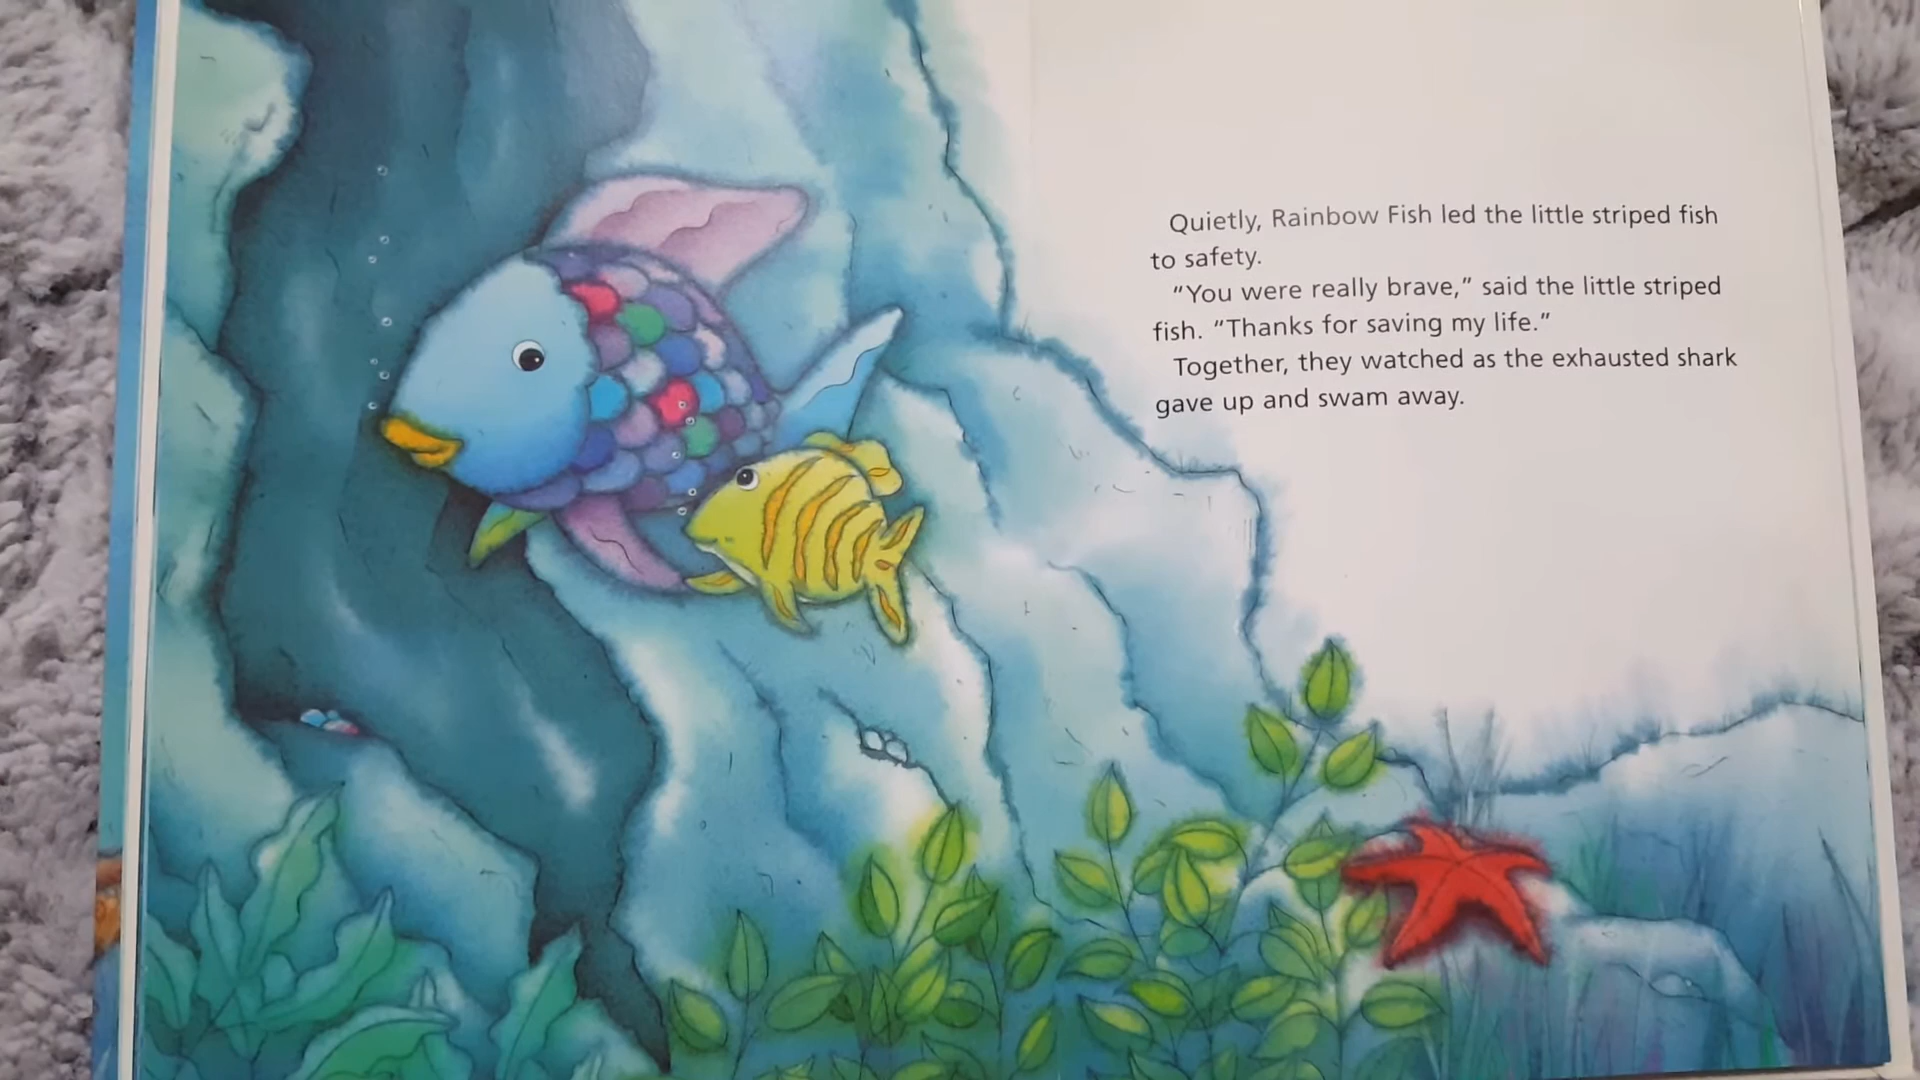 Quietly, Rainbow Fish led the little striped fish
to safety.
“You were really brave,” said the little striped
fish. “Thanks for saving my life.”
Together, they watched as the exhausted shark
gave up and swam away.